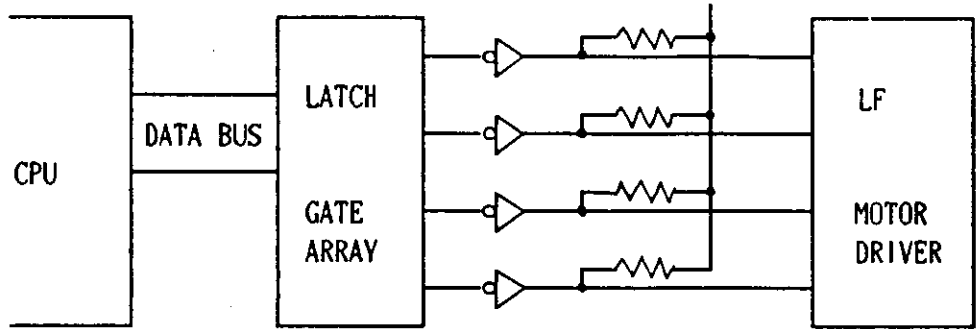 CPU
DATA BUS
LATCH
GATE
ARRAY
LF
MOTOR
DRIVER